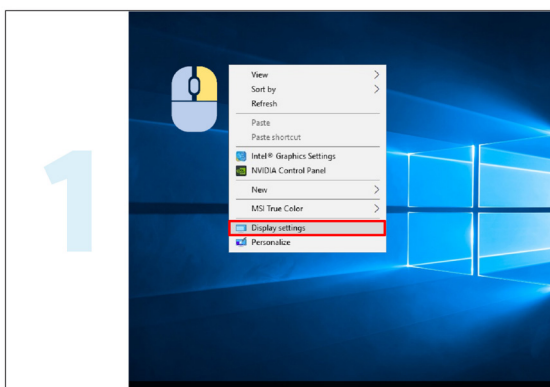 1
View
Sort by
Refresh
Paste
Paste shortcut
Intel® Graphics Settings
NVIDIA Control Panel
New
MSI True Color
Display settings
Personalize